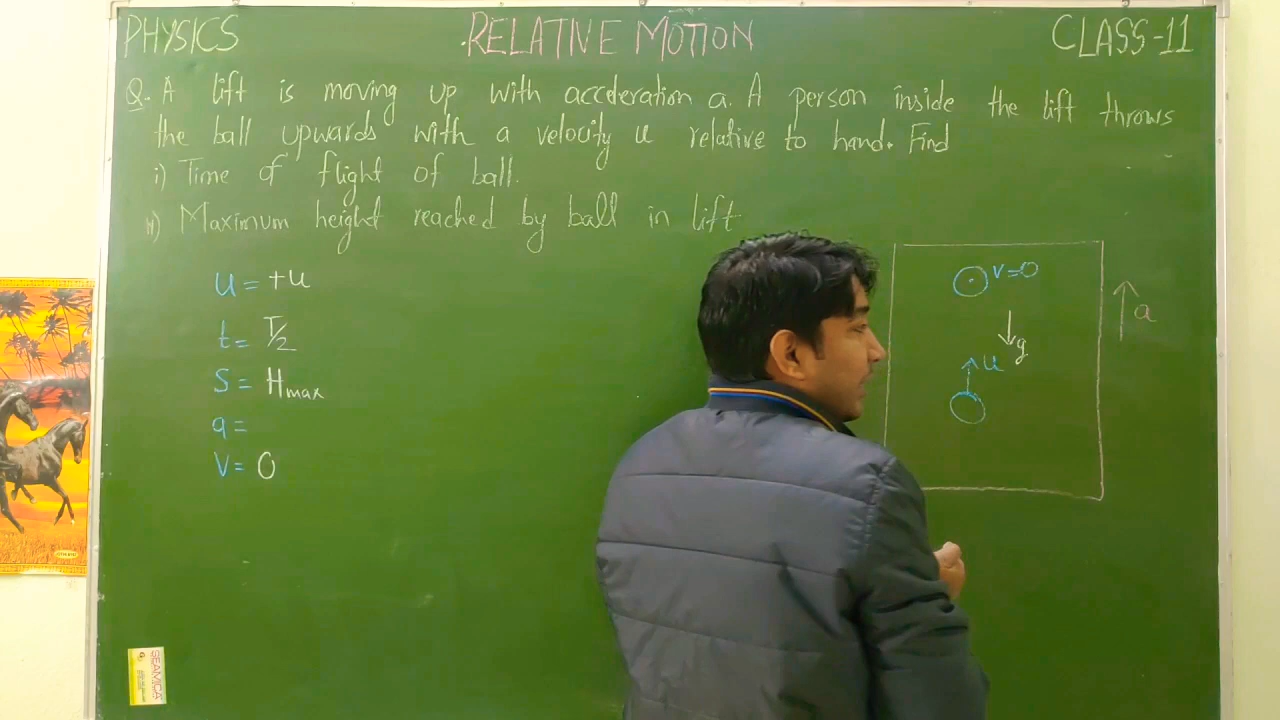 PHYSICS
RELATIVE MOTION
CLASS-11
Q. A lift is moving up with acceleration a. A person inside the lift throws
the ball upwards with a velocity u relative to hand. Find
i) Time of flight of ball.
ii) Maximum height reached by ball in lift
u = +u
t = T/2
S = Hmax
a =
V = 0
V=0
g
u
a
SEAMICA